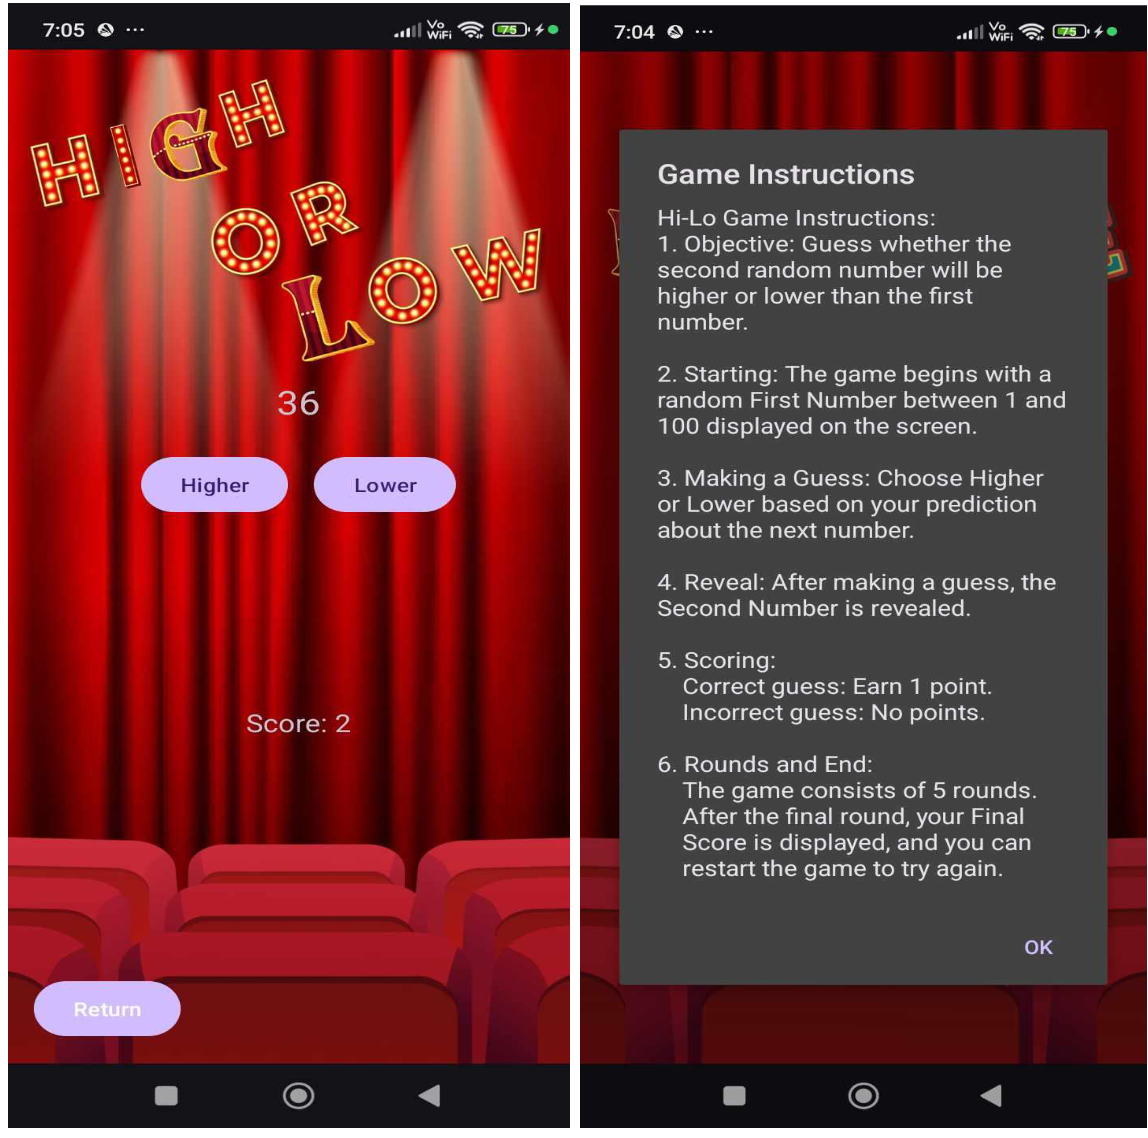 7:05 ...
Vo
WiFi
75
HIGH
OR
LOW
36
Higher Lower
Score: 2
Return
7:04 ...
Vo
WiFi
75
Game Instructions
Hi-Lo Game Instructions:
1. Objective: Guess whether the
second random number will be
higher or lower than the first
number.
2. Starting: The game begins with a
random First Number between 1 and
100 displayed on the screen.
3. Making a Guess: Choose Higher
or Lower based on your prediction
about the next number.
4. Reveal: After making a guess, the
Second Number is revealed.
5. Scoring:
Correct guess: Earn 1 point.
Incorrect guess: No points.
6. Rounds and End:
The game consists of 5 rounds.
After the final round, your Final
Score is displayed, and you can
restart the game to try again.
OK